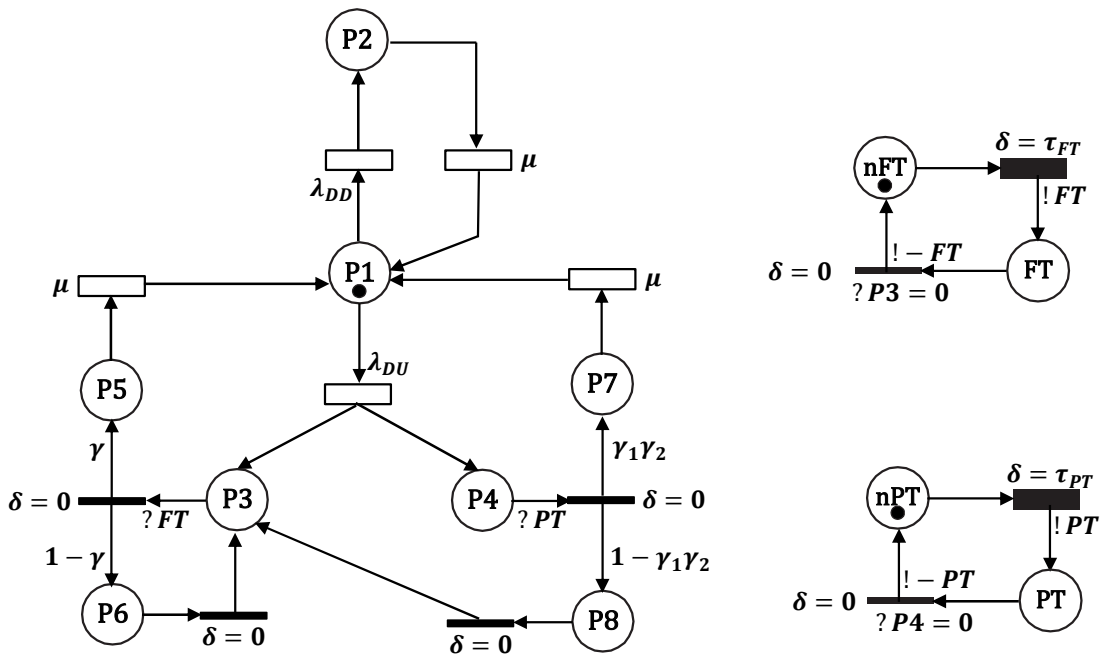 P2
μ
λ_DD
P1
μ
μ
λ_DU
P5
P7
γ
γ₁γ₂
δ = 0
P3
P4
δ = 0
? FT
? PT
1 − γ
1 − γ₁γ₂
P6
δ = 0
δ = 0
P8
δ = τ_FT
nFT
! FT
! − FT
FT
δ = 0
? P3 = 0
δ = τ_PT
nPT
! PT
! − PT
PT
δ = 0
? P4 = 0